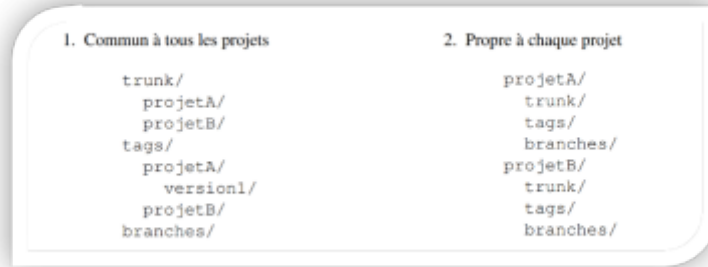 1. Commun à tous les projets
trunk/
projetA/
projetB/
tags/
projetA/
version1/
projetB/
branches/
2. Propre à chaque projet
projetA/
trunk/
tags/
branches/
projetB/
trunk/
tags/
branches/